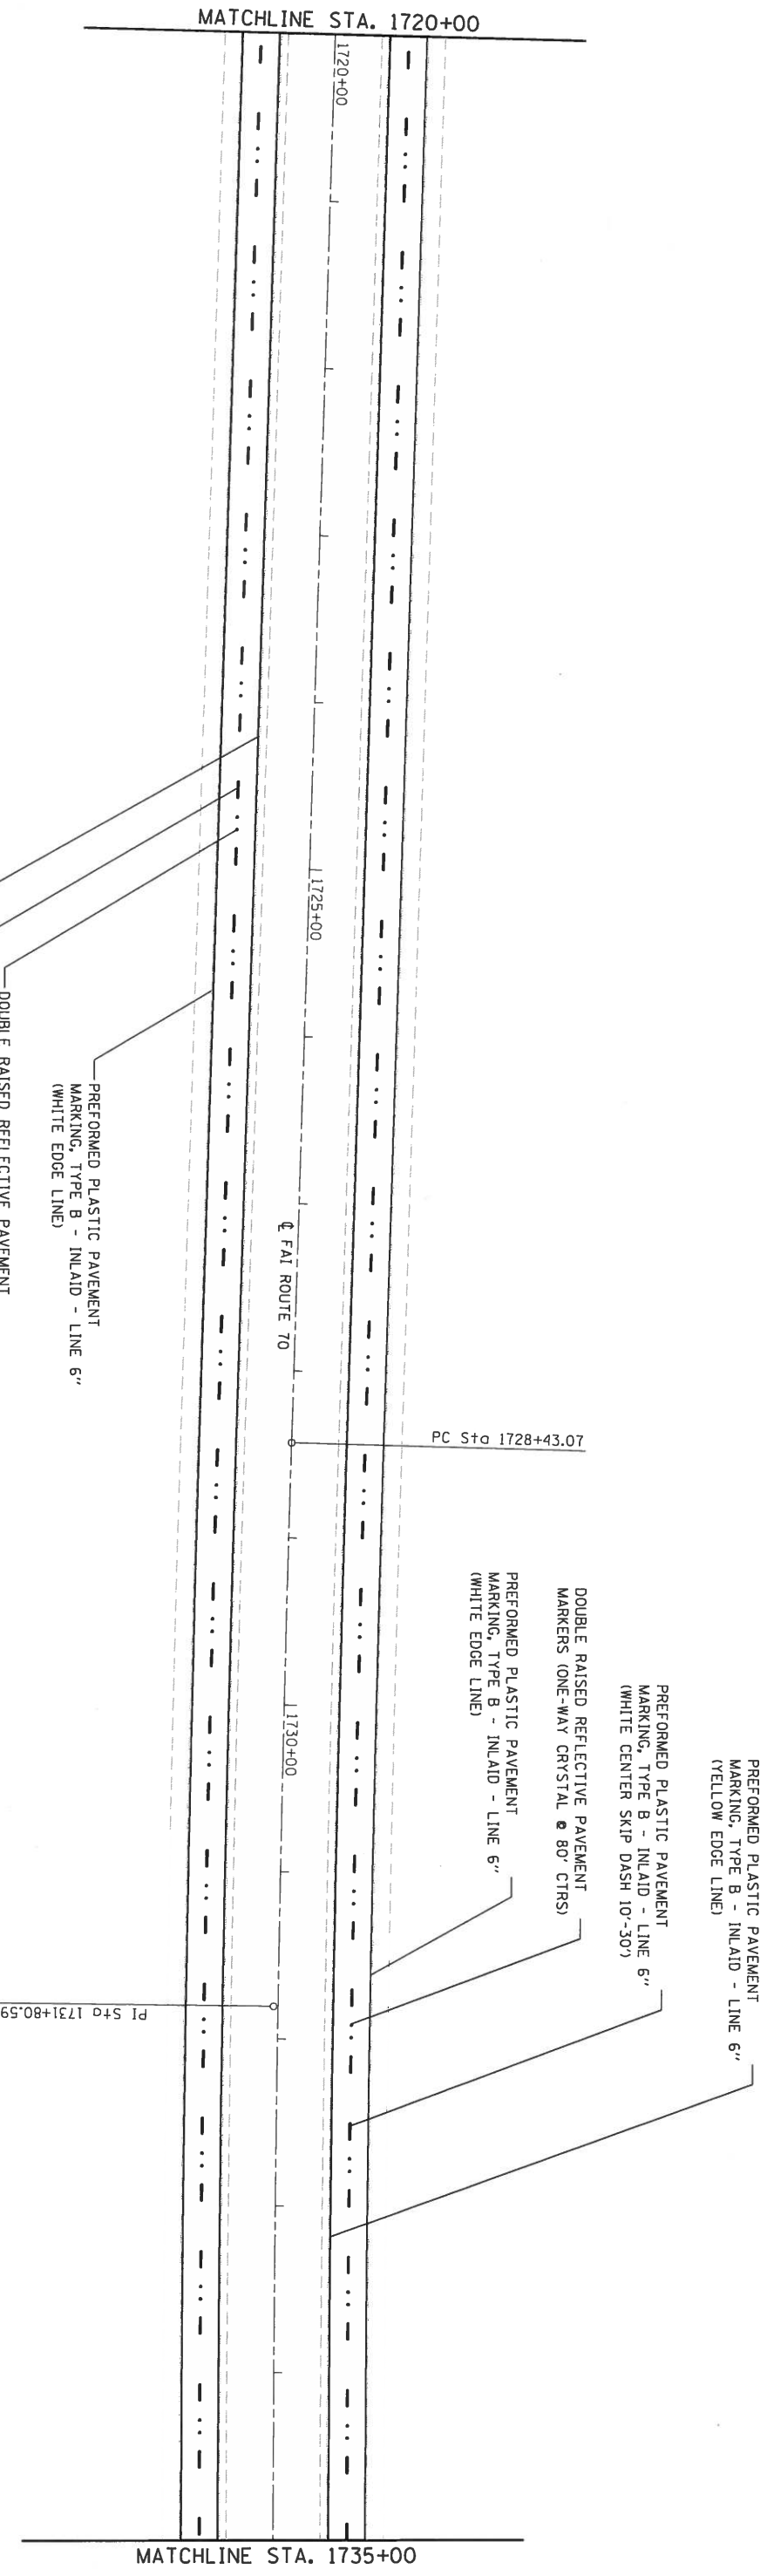 MATCHLINE STA. 1720+00
1720+00
1725+00
DOUBLE RAISED REFLECTIVE PAVEMENT
PREFORMED PLASTIC PAVEMENT
MARKING, TYPE B - INLAID - LINE 6"
(WHITE EDGE LINE)
℄ FAI ROUTE 70
PC Sta 1728+43.07
PREFORMED PLASTIC PAVEMENT
MARKING, TYPE B - INLAID - LINE 6"
(WHITE EDGE LINE)
DOUBLE RAISED REFLECTIVE PAVEMENT
MARKERS (ONE-WAY CRYSTAL @ 80' CTRS)
PREFORMED PLASTIC PAVEMENT
MARKING, TYPE B - INLAID - LINE 6"
(WHITE CENTER SKIP DASH 10'-30')
PREFORMED PLASTIC PAVEMENT
MARKING, TYPE B - INLAID - LINE 6"
(YELLOW EDGE LINE)
1730+00
PI Sta 1731+80.59
MATCHLINE STA. 1735+00